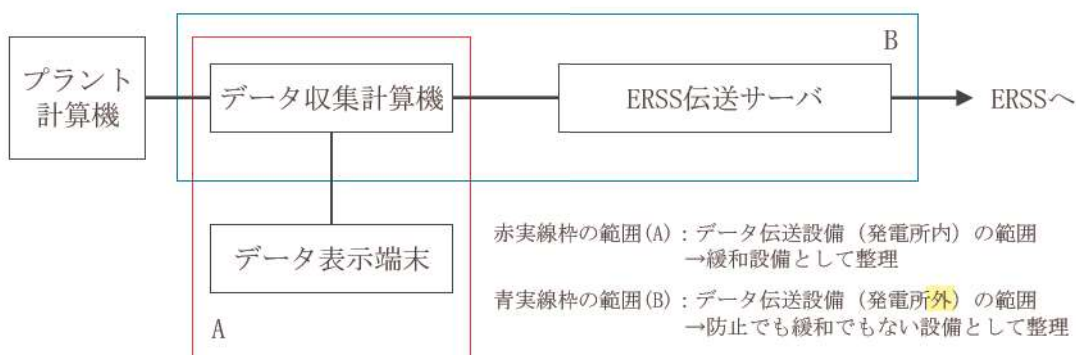 B
プラント
計算機
データ収集計算機
ERSS伝送サーバ
ERSSへ
データ表示端末
A
赤実線枠の範囲(A)：データ伝送設備（発電所内）の範囲
→緩和設備として整理
青実線枠の範囲(B)：データ伝送設備（発電所外）の範囲
→防止でも緩和でもない設備として整理